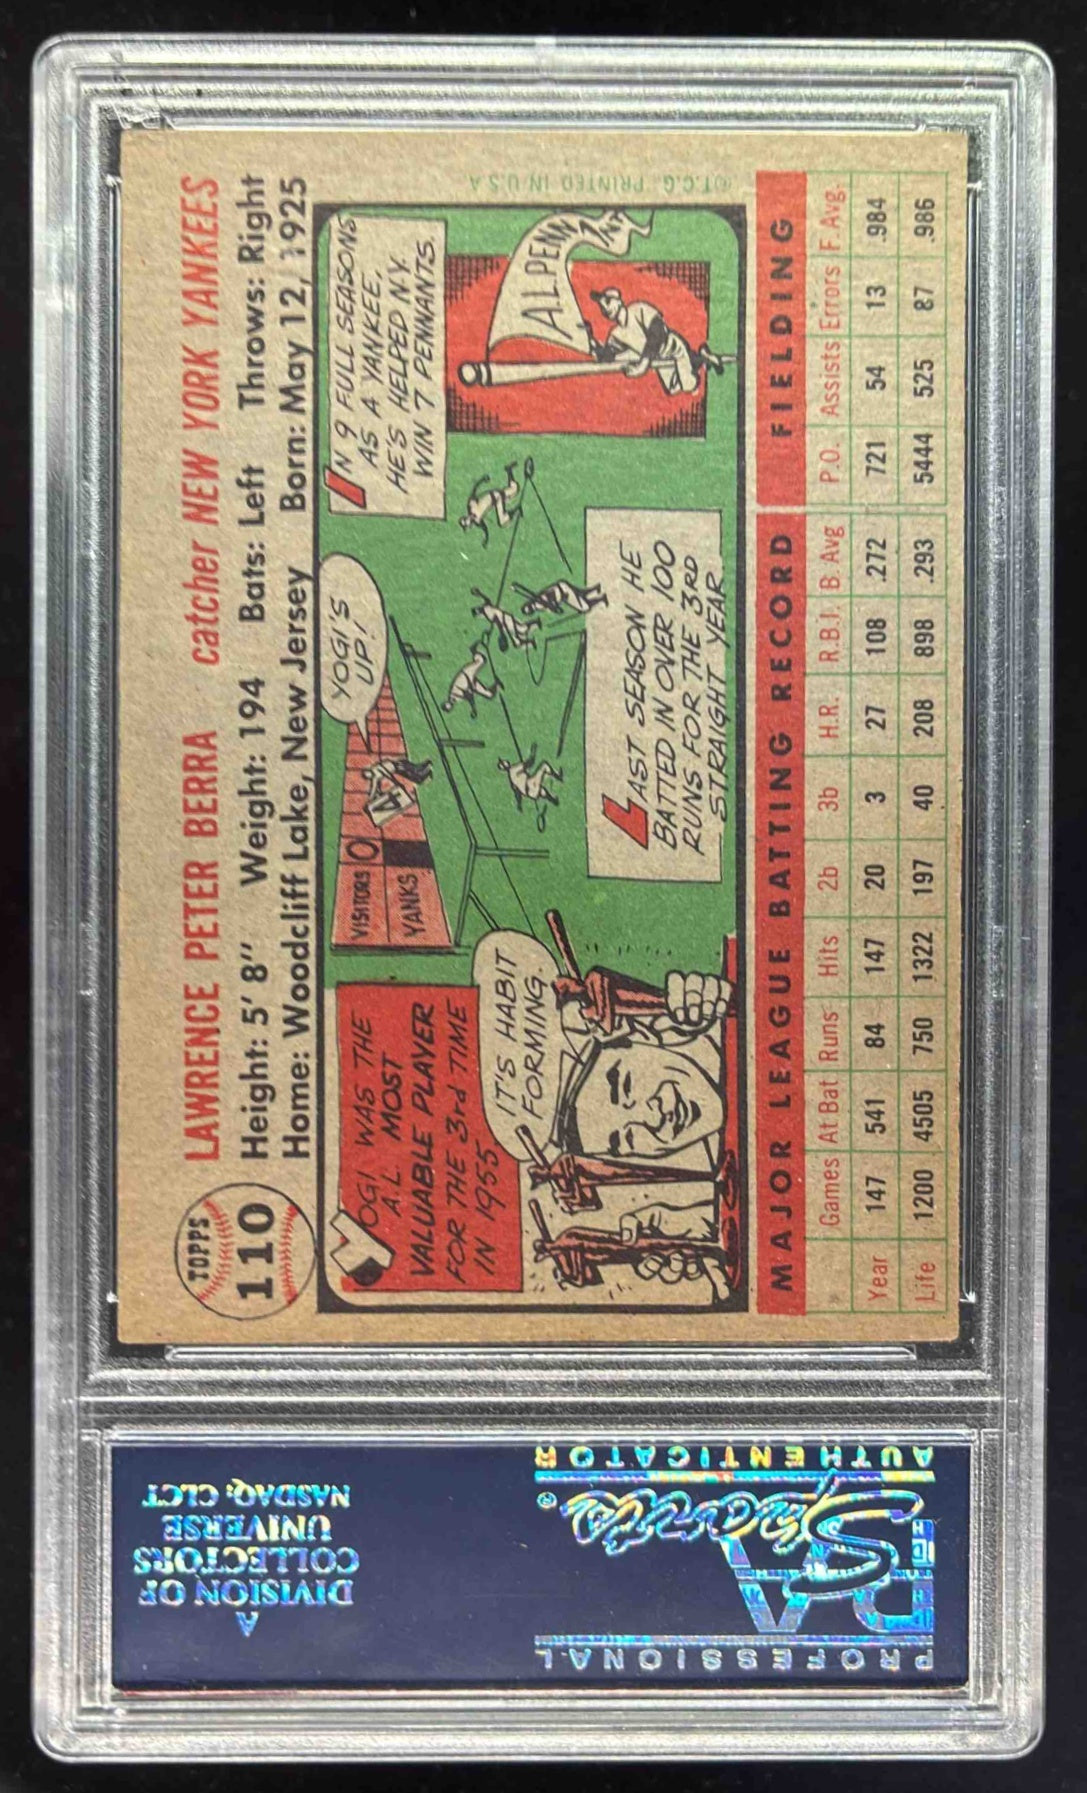 TOPPS
110
LAWRENCE PETER BERRA catcher NEW YORK YANKEES
Height: 5' 8" Weight: 194 Bats: Left Throws: Right
Home: Woodcliff Lake, New Jersey Born: May 12, 1925
YOGI WAS THE
A.L. MOST
VALUABLE PLAYER
FOR THE 3rd TIME
IN 1955
IT'S HABIT
FORMING.
VISITORS 0
YANKS
4
YOGI'S
UP!
LAST SEASON HE
BATTED IN OVER 100
RUNS FOR THE 3RD
STRAIGHT YEAR
IN 9 FULL SEASONS
AS A YANKEE,
HE'S HELPED N.Y.
WIN 7 PENNANTS.
A.L. PENN
MAJOR LEAGUE BATTING RECORD FIELDING
Games At Bat Runs Hits 2b 3b H.R. R.B.I. B. Avg P.O. Assists Errors F. Avg.
Year 147 541 84 147 20 3 27 108 .272 721 54 13 .984
Life 1200 4505 750 1322 197 40 208 898 .293 5444 525 87 .986
©T.C.G. PRINTED IN U.S.A
A
DIVISION OF
COLLECTORS
UNIVERSE
NASDAQ: CLCT
PROFESSIONAL
PSA
Sports
®
AUTHENTICATOR